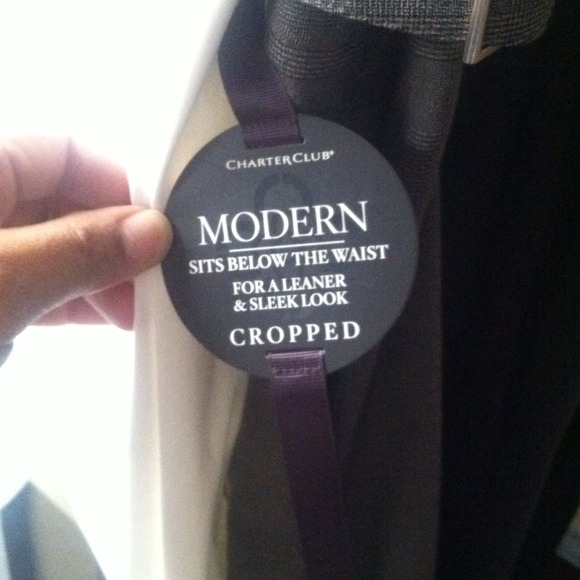 CHARTER CLUB®
MODERN
SITS BELOW THE WAIST
FOR A LEANER
& SLEEK LOOK
CROPPED